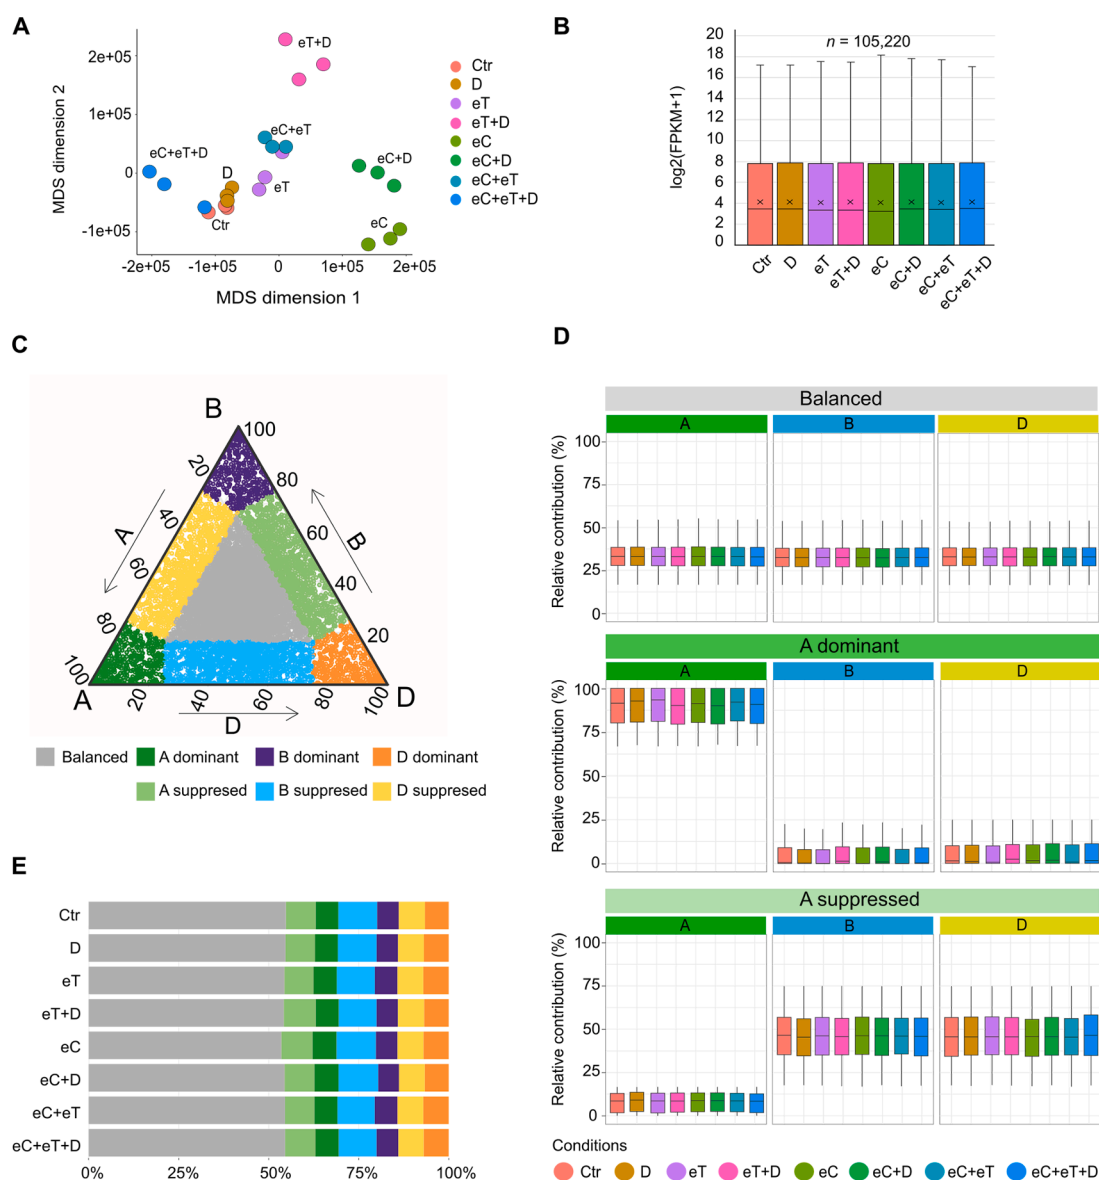 A
2e+05
1e+05
0
-1e+05
MDS dimension 2
-2e+05 -1e+05 0 1e+05 2e+05
MDS dimension 1
eT+D
eC+eT
eC+eT+D
D
eT
Ctr
eC+D
eC
Ctr
D
eT
eT+D
eC
eC+D
eC+eT
eC+eT+D
B
n = 105,220
log2(FPKM+1)
20
18
16
14
12
10
8
6
4
2
0
Ctr D eT eT+D eC eC+D eC+eT eC+eT+D
C
B
100
20 80
40 60
A B
60 40
80 20
100 A 20 40 60 80 100 D
D
Balanced A dominant B dominant D dominant
A suppresed B suppresed D suppresed
D
Balanced
A B D
Relative contribution (%)
100
50
25
0
A dominant
A B D
Relative contribution (%)
100
75
50
25
0
A suppressed
A B D
Relative contribution (%)
100
75
50
25
0
Conditions
Ctr D eT eT+D eC eC+D eC+eT eC+eT+D
E
Ctr
D
eT
eT+D
eC
eC+D
eC+eT
eC+eT+D
0% 25% 75% 100%